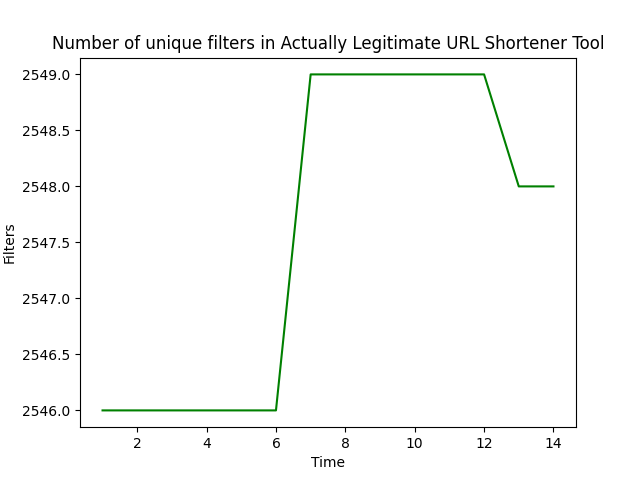 Number of unique filters in Actually Legitimate URL Shortener Tool
2549.0
2548.5
2548.0
2547.5
2547.0
2546.5
2546.0
Filters
2 4 6 8 10 12 14
Time